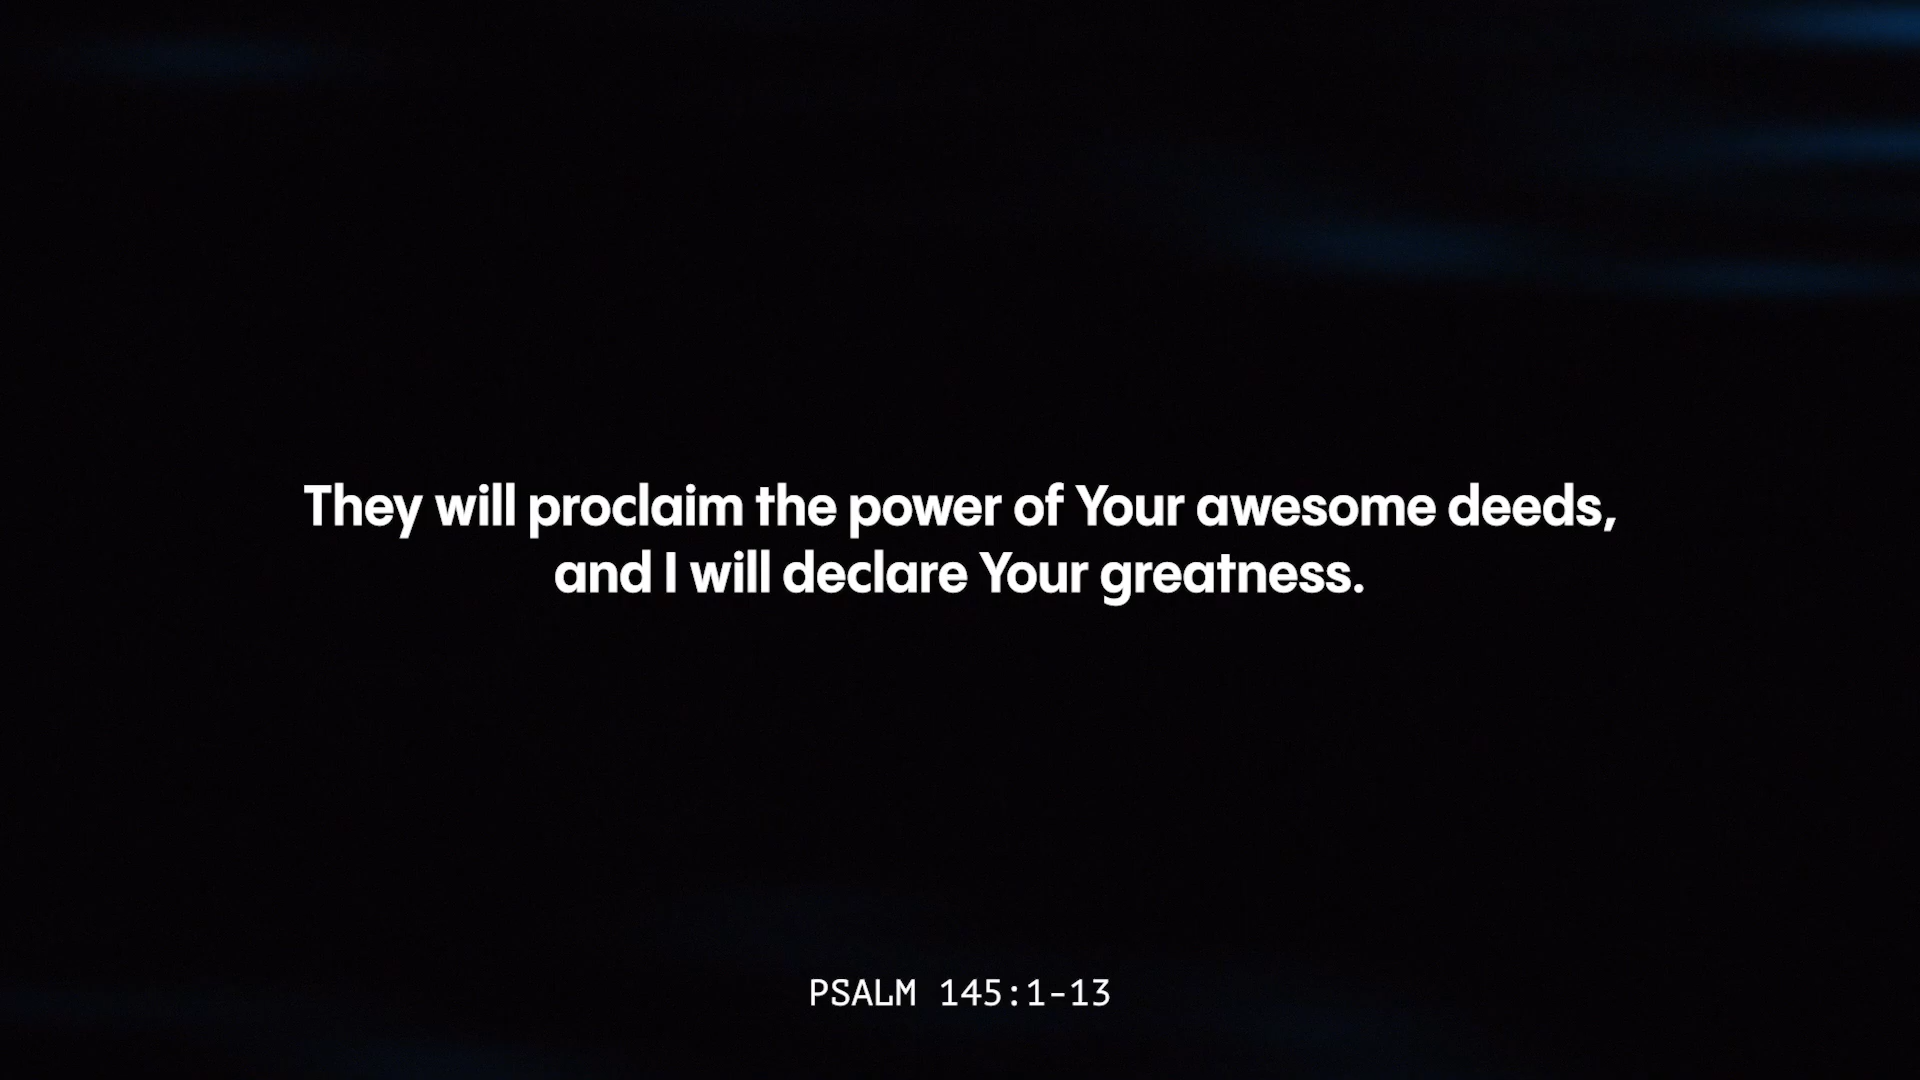 They will proclaim the power of Your awesome deeds,
and I will declare Your greatness.
PSALM 145:1-13